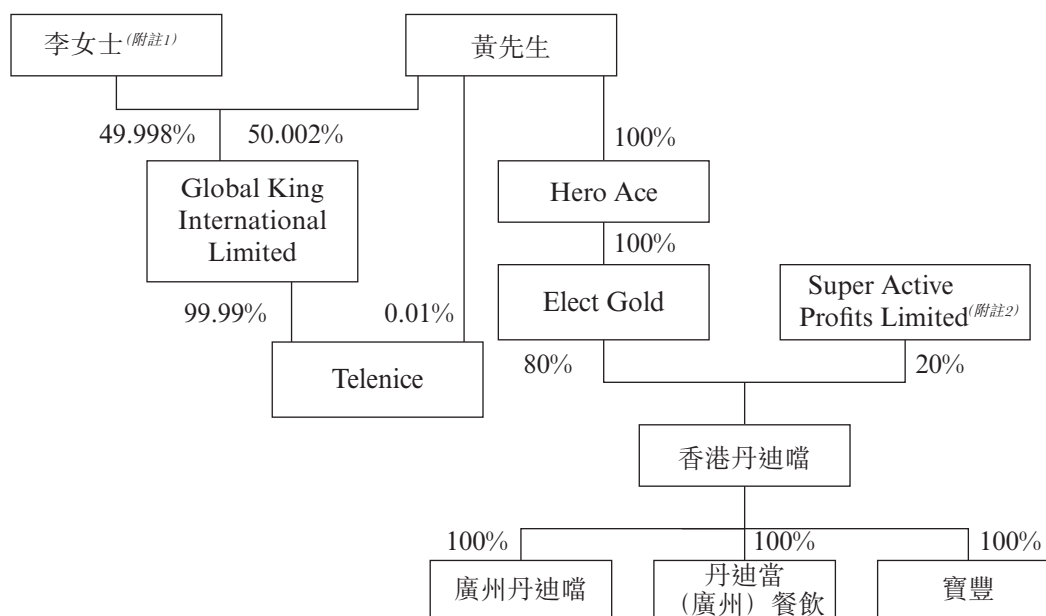 李女士(附註1)
黃先生
49.998%
50.002%
100%
Global King
International
Limited
Hero Ace
100%
99.99%
0.01%
Elect Gold
Super Active
Profits Limited(附註2)
Telenice
80%
20%
香港丹迪噹
100%
100%
100%
廣州丹迪噹
丹迪當
（廣州）餐飲
寶豐